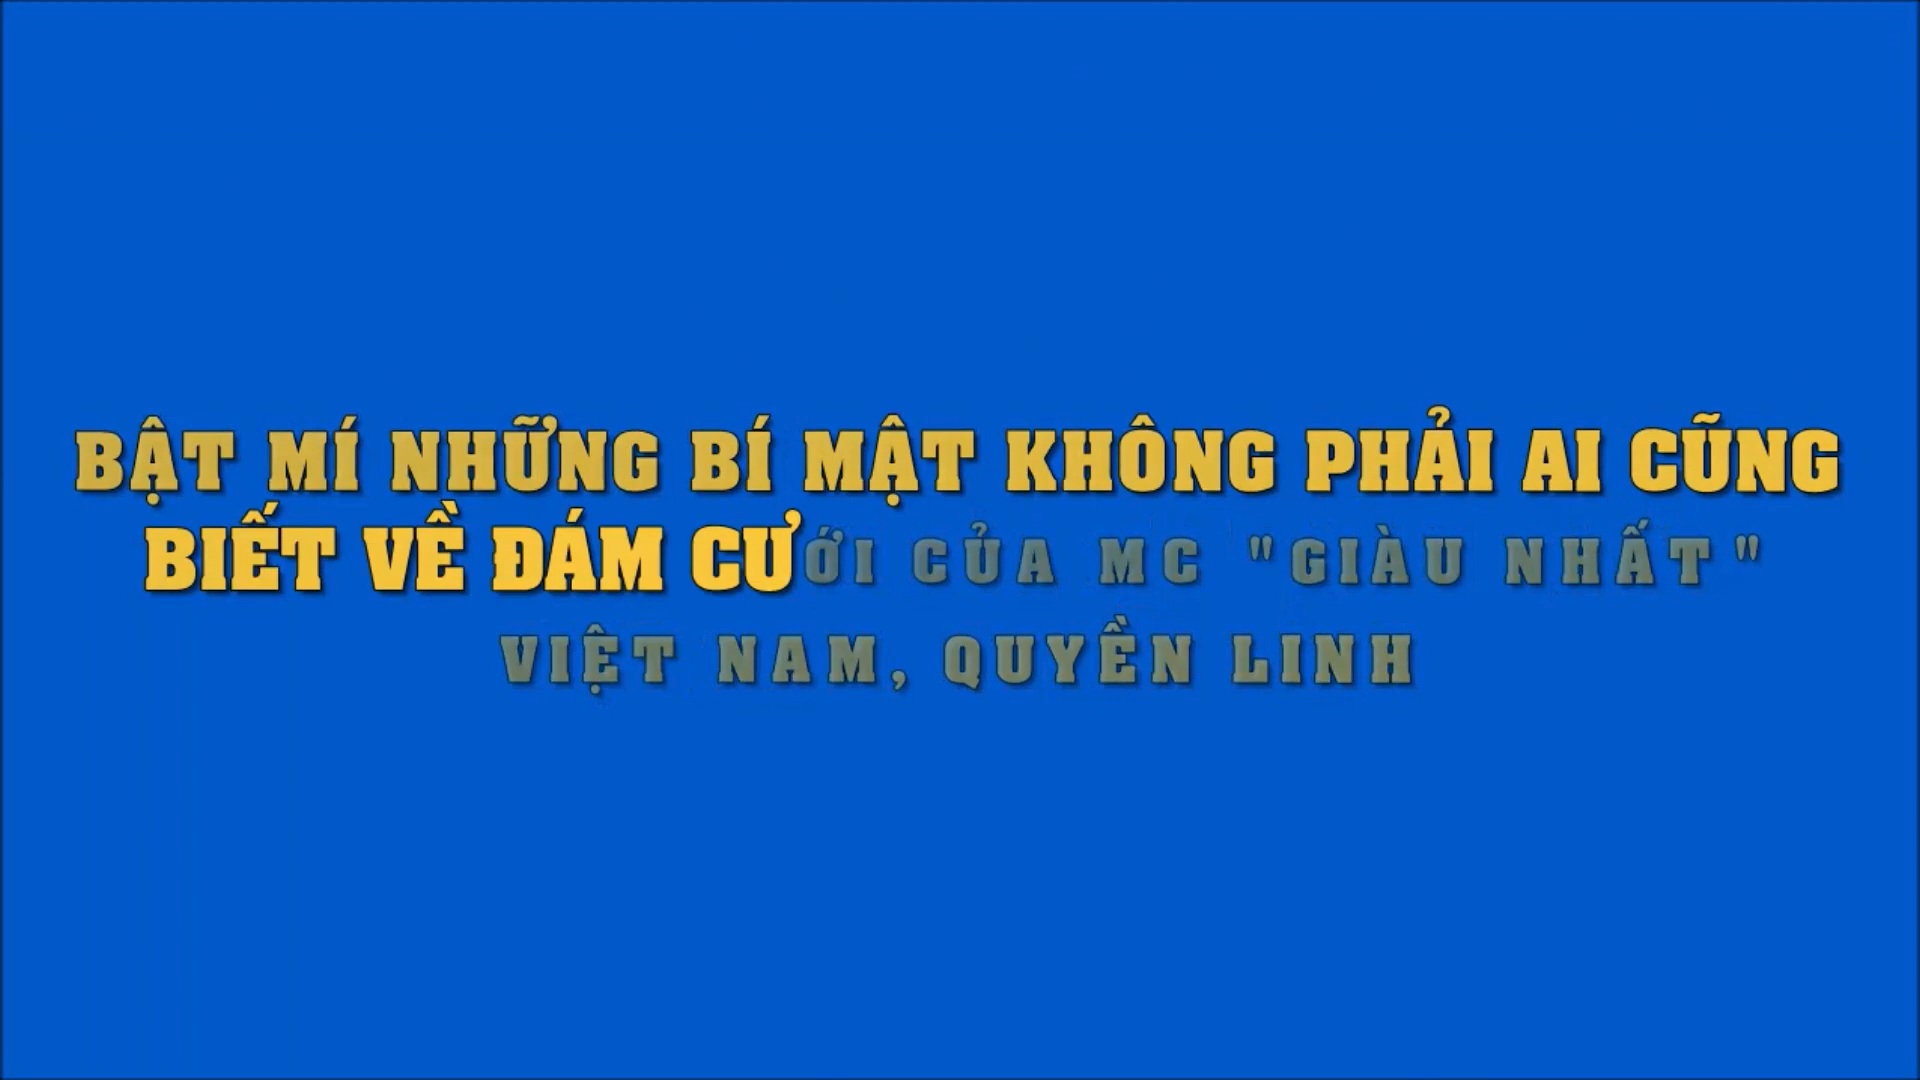 BẬT MÍ NHỮNG BÍ MẬT KHÔNG PHẢI AI CŨNG
BIẾT VỀ ĐÁM CƯỚI CỦA MC "GIÀU NHẤT"
VIỆT NAM, QUYỀN LINH